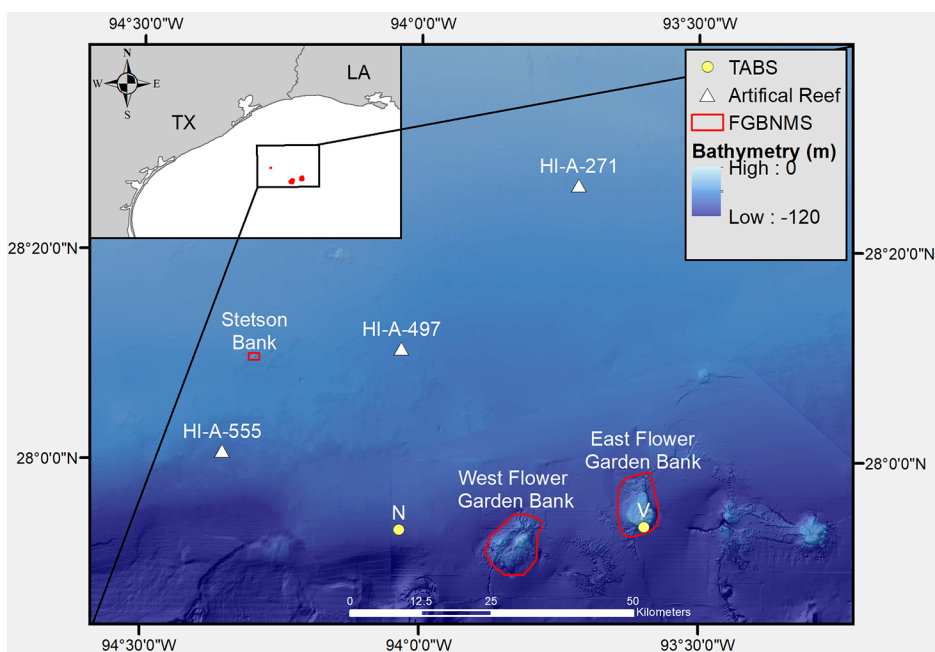 94°30'0"W
94°0'0"W
93°30'0"W
N
W
E
S
TX
LA
TABS
Artifical Reef
FGBNMS
Bathymetry (m)
High : 0
Low : -120
HI-A-271
28°20'0"N
28°20'0"N
Stetson
Bank
HI-A-497
HI-A-555
28°0'0"N
28°0'0"N
East Flower
Garden Bank
West Flower
Garden Bank
N
V
0
12.5
25
50
Kilometers
94°30'0"W
94°0'0"W
93°30'0"W